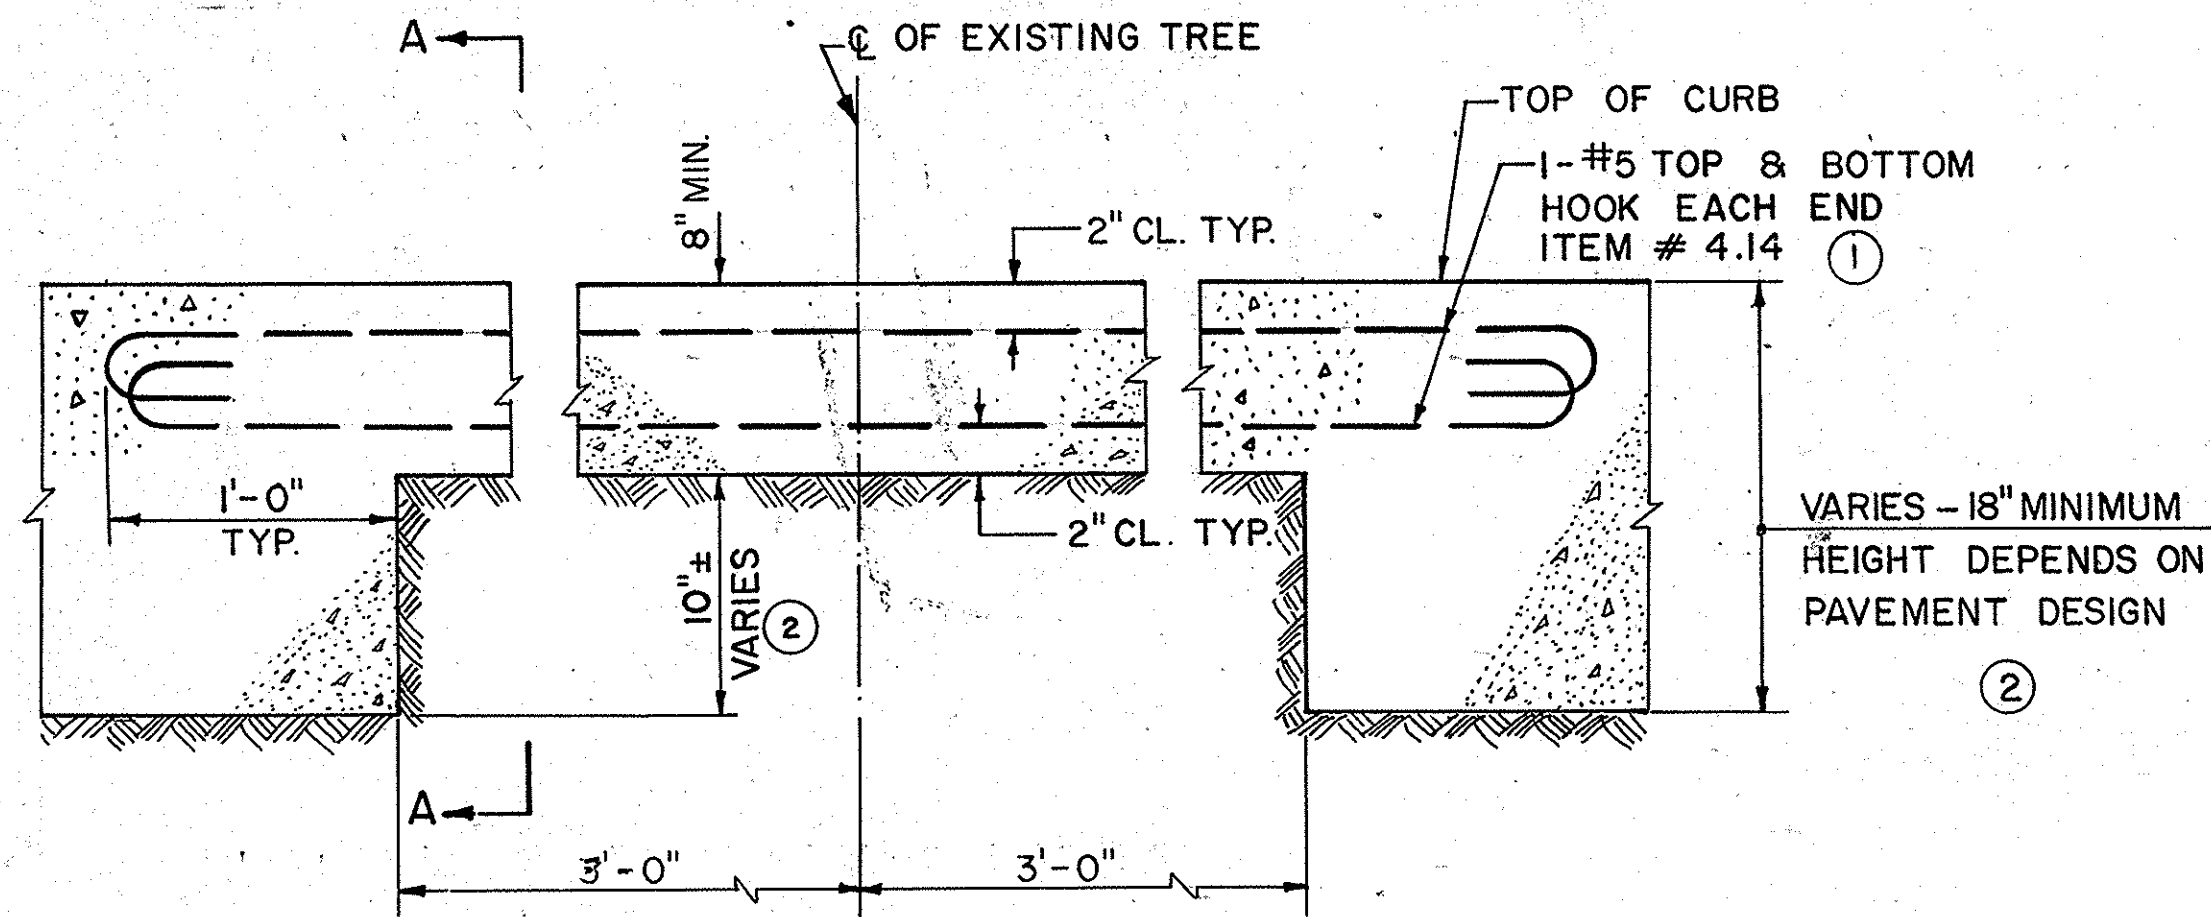 A
℄ OF EXISTING TREE
TOP OF CURB
1-#5 TOP & BOTTOM
HOOK EACH END
ITEM # 4.14
1
8" MIN.
2" CL. TYP.
1'-0"
TYP.
2" CL. TYP.
10"±
VARIES
2
VARIES - 18" MINIMUM
HEIGHT DEPENDS ON
PAVEMENT DESIGN
2
A
3'-0"
3'-0"